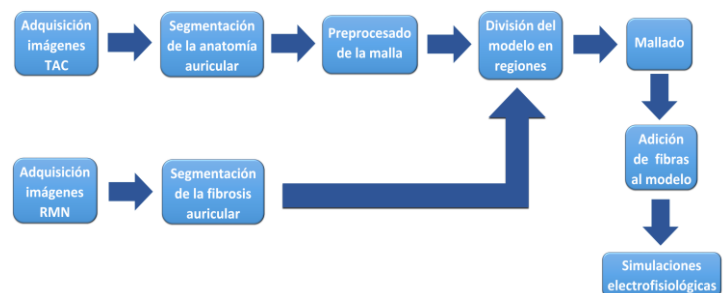 Adquisición
imágenes
TAC
Segmentación
de la anatomía
auricular
Preprocesado
de la malla
División del
modelo en
regiones
Mallado
Adquisición
imágenes
RMN
Segmentación
de la fibrosis
auricular
Adición
de fibras
al modelo
Simulaciones
electrofisiológicas